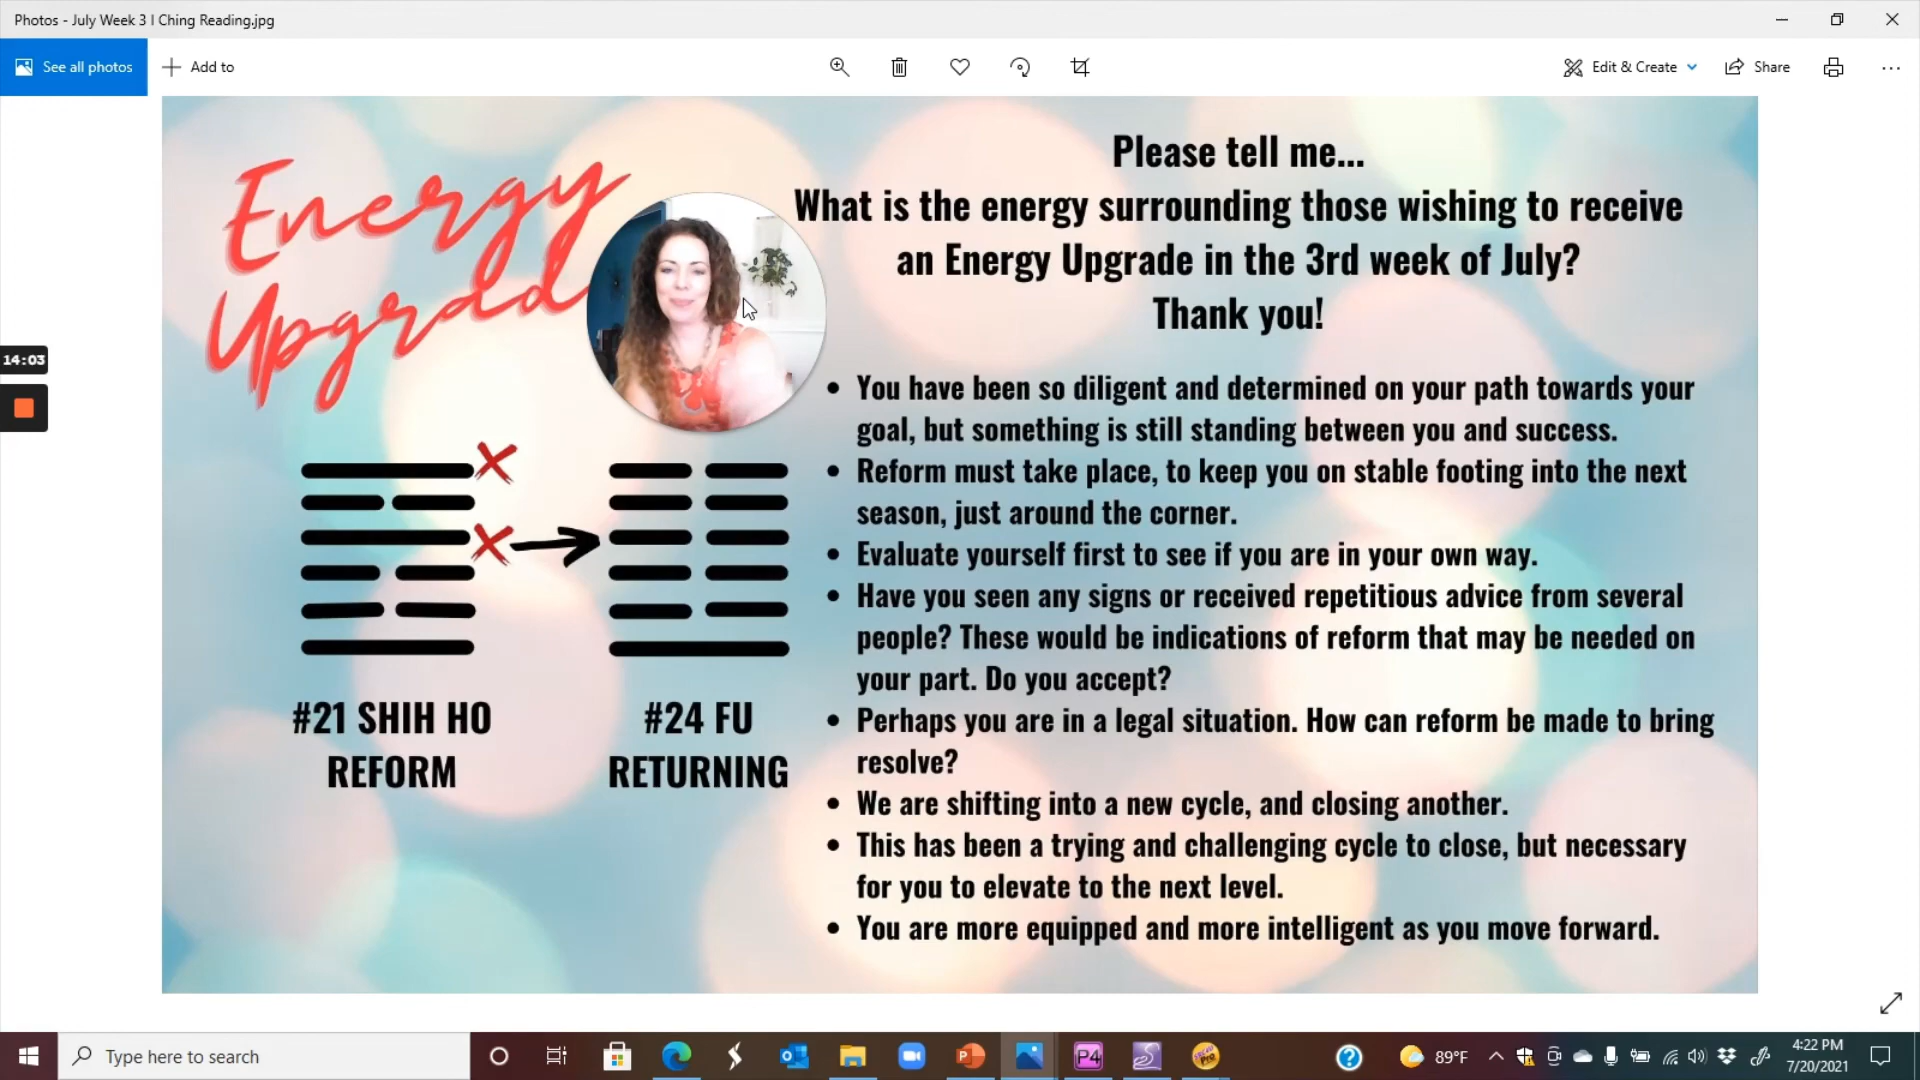 Photos - July Week 3 I Ching Reading.jpg
See all photos
Add to
Edit & Create
Share
Energy
Upgrad
Please tell me...
What is the energy surrounding those wishing to receive
an Energy Upgrade in the 3rd week of July?
Thank you!
14:03
• You have been so diligent and determined on your path towards your
goal, but something is still standing between you and success.
• Reform must take place, to keep you on stable footing into the next
season, just around the corner.
• Evaluate yourself first to see if you are in your own way.
• Have you seen any signs or received repetitious advice from several
people? These would be indications of reform that may be needed on
your part. Do you accept?
• Perhaps you are in a legal situation. How can reform be made to bring
resolve?
• We are shifting into a new cycle, and closing another.
• This has been a trying and challenging cycle to close, but necessary
for you to elevate to the next level.
• You are more equipped and more intelligent as you move forward.
#21 SHIH HO
REFORM
#24 FU
RETURNING
Type here to search
P4
89°F
4:22 PM
7/20/2021